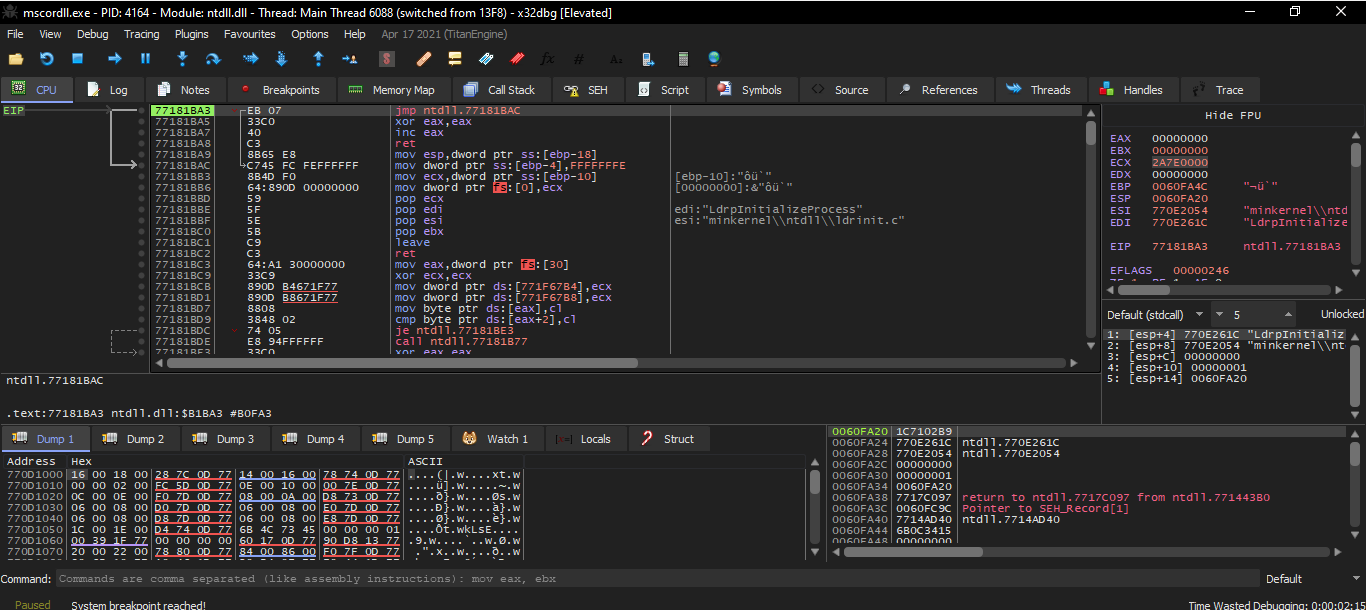 mscordll.exe - PID: 4164 - Module: ntdll.dll - Thread: Main Thread 6088 (switched from 13F8) - x32dbg [Elevated]
File View Debug Tracing Plugins Favourites Options Help Apr 17 2021 (TitanEngine)
CPU Log Notes Breakpoints Memory Map Call Stack SEH Script Symbols Source References Threads Handles Trace
EIP
77181BA3 EB 07 jmp ntdll.77181BAC
77181BA5 33C0 xor eax,eax
77181BA7 40 inc eax
77181BA8 C3 ret
77181BA9 8B65 E8 mov esp,dword ptr ss:[ebp-18]
77181BAC C745 FC FEFFFFFF mov dword ptr ss:[ebp-4],FFFFFFFE
77181BB3 8B4D F0 mov ecx,dword ptr ss:[ebp-10] [ebp-10]:"ôü`"
77181BB6 64:890D 00000000 mov dword ptr fs:[0],ecx [00000000]:&"ôü`"
77181BBD 59 pop ecx
77181BBE 5F pop edi edi:"LdrpInitializeProcess"
77181BBF 5E pop esi esi:"minkernel\\ntdll\\ldrinit.c"
77181BC0 5B pop ebx
77181BC1 C9 leave
77181BC2 C3 ret
77181BC3 64:A1 30000000 mov eax,dword ptr fs:[30]
77181BC9 33C9 xor ecx,ecx
77181BCB 890D B4671F77 mov dword ptr ds:[771F67B4],ecx
77181BD1 890D B8671F77 mov dword ptr ds:[771F67B8],ecx
77181BD7 8808 mov byte ptr ds:[eax],cl
77181BD9 3848 02 cmp byte ptr ds:[eax+2],cl
77181BDC 74 05 je ntdll.77181BE3
77181BDE E8 94FFFFFF call ntdll.77181B77
77181BE3 33C0 xor eax,eax
Hide FPU
EAX 00000000
EBX 00000000
ECX 2A7E0000
EDX 00000000
EBP 0060FA4C "¬ü`"
ESP 0060FA20
ESI 770E2054 "minkernel\\ntd
EDI 770E261C "LdrpInitialize
EIP 77181BA3 ntdll.77181BA3
EFLAGS 00000246
Default (stdcall) 5 Unlocked
1: [esp+4] 770E261C "LdrpInitializ
2: [esp+8] 770E2054 "minkernel\\nt
3: [esp+C] 00000000
4: [esp+10] 00000001
5: [esp+14] 0060FA20
ntdll.77181BAC
.text:77181BA3 ntdll.dll:$B1BA3 #B0FA3
Dump 1 Dump 2 Dump 3 Dump 4 Dump 5 Watch 1 Locals Struct
Address Hex ASCII
770D1000 16 00 18 00 28 7C 0D 77 14 00 16 00 78 74 0D 77 ....(|.w....xt.w
770D1010 00 00 02 00 FC 5D 0D 77 0E 00 10 00 00 7E 0D 77 ....ü].w.....~.w
770D1020 0C 00 0E 00 F0 7D 0D 77 08 00 0A 00 D8 73 0D 77 ....ð}.w....Øs.w
770D1030 06 00 08 00 D0 7D 0D 77 06 00 08 00 E0 7D 0D 77 ....Ð}.w....à}.w
770D1040 06 00 08 00 D8 7D 0D 77 06 00 08 00 E8 7D 0D 77 ....Ø}.w....è}.w
770D1050 1C 00 1E 00 D4 74 0D 77 6B 4C 73 45 00 00 00 01 ....Ôt.wkLsE....
770D1060 00 39 1F 77 00 00 00 00 60 17 0D 77 90 D8 13 77 .9.w....`..w.Ø.w
770D1070 20 00 22 00 78 80 0D 77 84 00 86 00 F0 7F 0D 77 .".x..w....ð..w
0060FA20 1C7102B9
0060FA24 770E261C ntdll.770E261C
0060FA28 770E2054 ntdll.770E2054
0060FA2C 00000000
0060FA30 00000001
0060FA34 0060FA20
0060FA38 7717C097 return to ntdll.7717C097 from ntdll.771443B0
0060FA3C 0060FC9C Pointer to SEH_Record[1]
0060FA40 7714AD40 ntdll.7714AD40
0060FA44 6B0C3415
0060FA48 00000000
Command: Commands are comma separated (like assembly instructions): mov eax, ebx Default
Paused System breakpoint reached! Time Wasted Debugging: 0:00:02:15